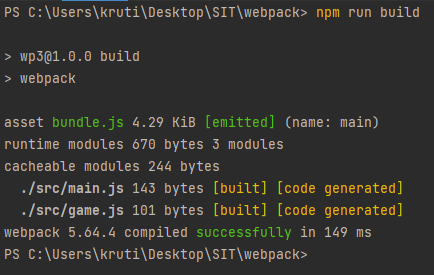 PS C:\Users\kruti\Desktop\SIT\webpack> npm run build
> wp3@1.0.0 build
> webpack
asset bundle.js 4.29 KiB [emitted] (name: main)
runtime modules 670 bytes 3 modules
cacheable modules 244 bytes
./src/main.js 143 bytes [built] [code generated]
./src/game.js 101 bytes [built] [code generated]
webpack 5.64.4 compiled successfully in 149 ms
PS C:\Users\kruti\Desktop\SIT\webpack>